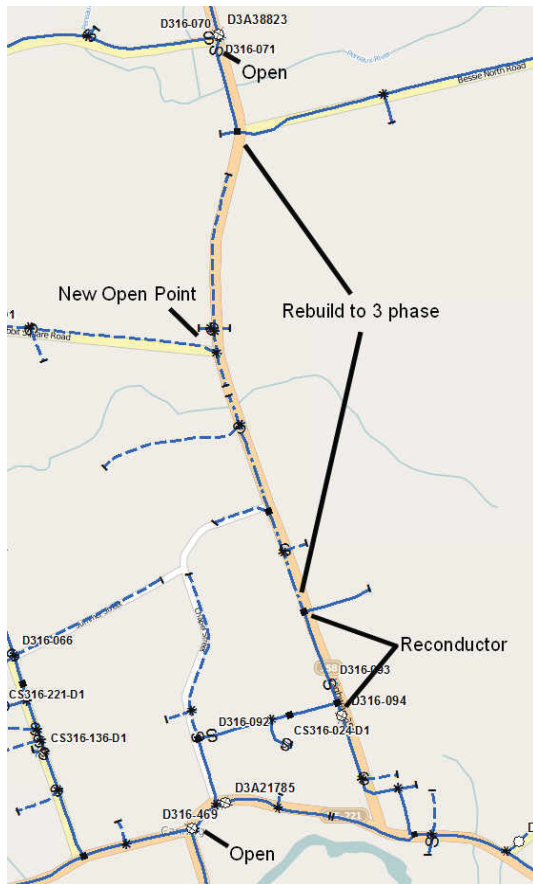 D316-070
D3A38823
D316-071
Open
Bessie North Road
New Open Point
Rebuild to 3 phase
Square Road
Reconductor
D316-066
D316-093
CS316-221-D1
D316-094
D316-092
CS316-024-D1
CS316-136-D1
D3A21785
D316-469
Open